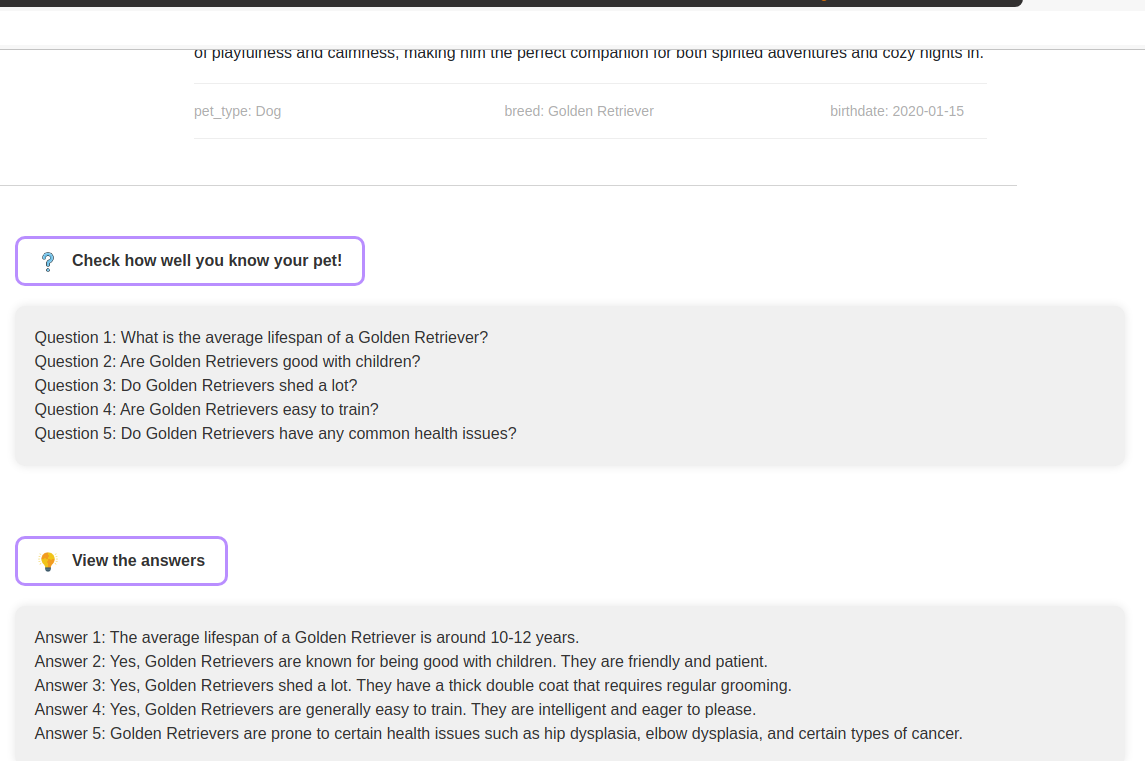 of playfulness and calmness, making him the perfect companion for both spirited adventures and cozy nights in.
pet_type: Dog breed: Golden Retriever birthdate: 2020-01-15
Check how well you know your pet!
Question 1: What is the average lifespan of a Golden Retriever?
Question 2: Are Golden Retrievers good with children?
Question 3: Do Golden Retrievers shed a lot?
Question 4: Are Golden Retrievers easy to train?
Question 5: Do Golden Retrievers have any common health issues?
View the answers
Answer 1: The average lifespan of a Golden Retriever is around 10-12 years.
Answer 2: Yes, Golden Retrievers are known for being good with children. They are friendly and patient.
Answer 3: Yes, Golden Retrievers shed a lot. They have a thick double coat that requires regular grooming.
Answer 4: Yes, Golden Retrievers are generally easy to train. They are intelligent and eager to please.
Answer 5: Golden Retrievers are prone to certain health issues such as hip dysplasia, elbow dysplasia, and certain types of cancer.